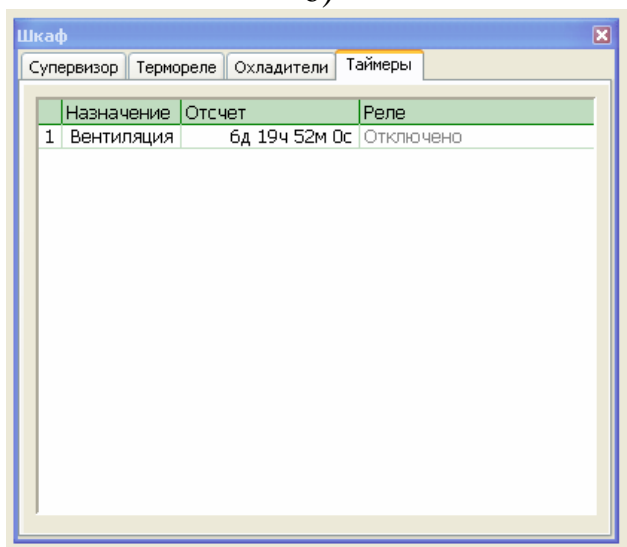 Шкаф
Супервизор Термореле Охладители Таймеры
Назначение Отсчет Реле
1 Вентиляция 6д 19ч 52м 0с Отключено